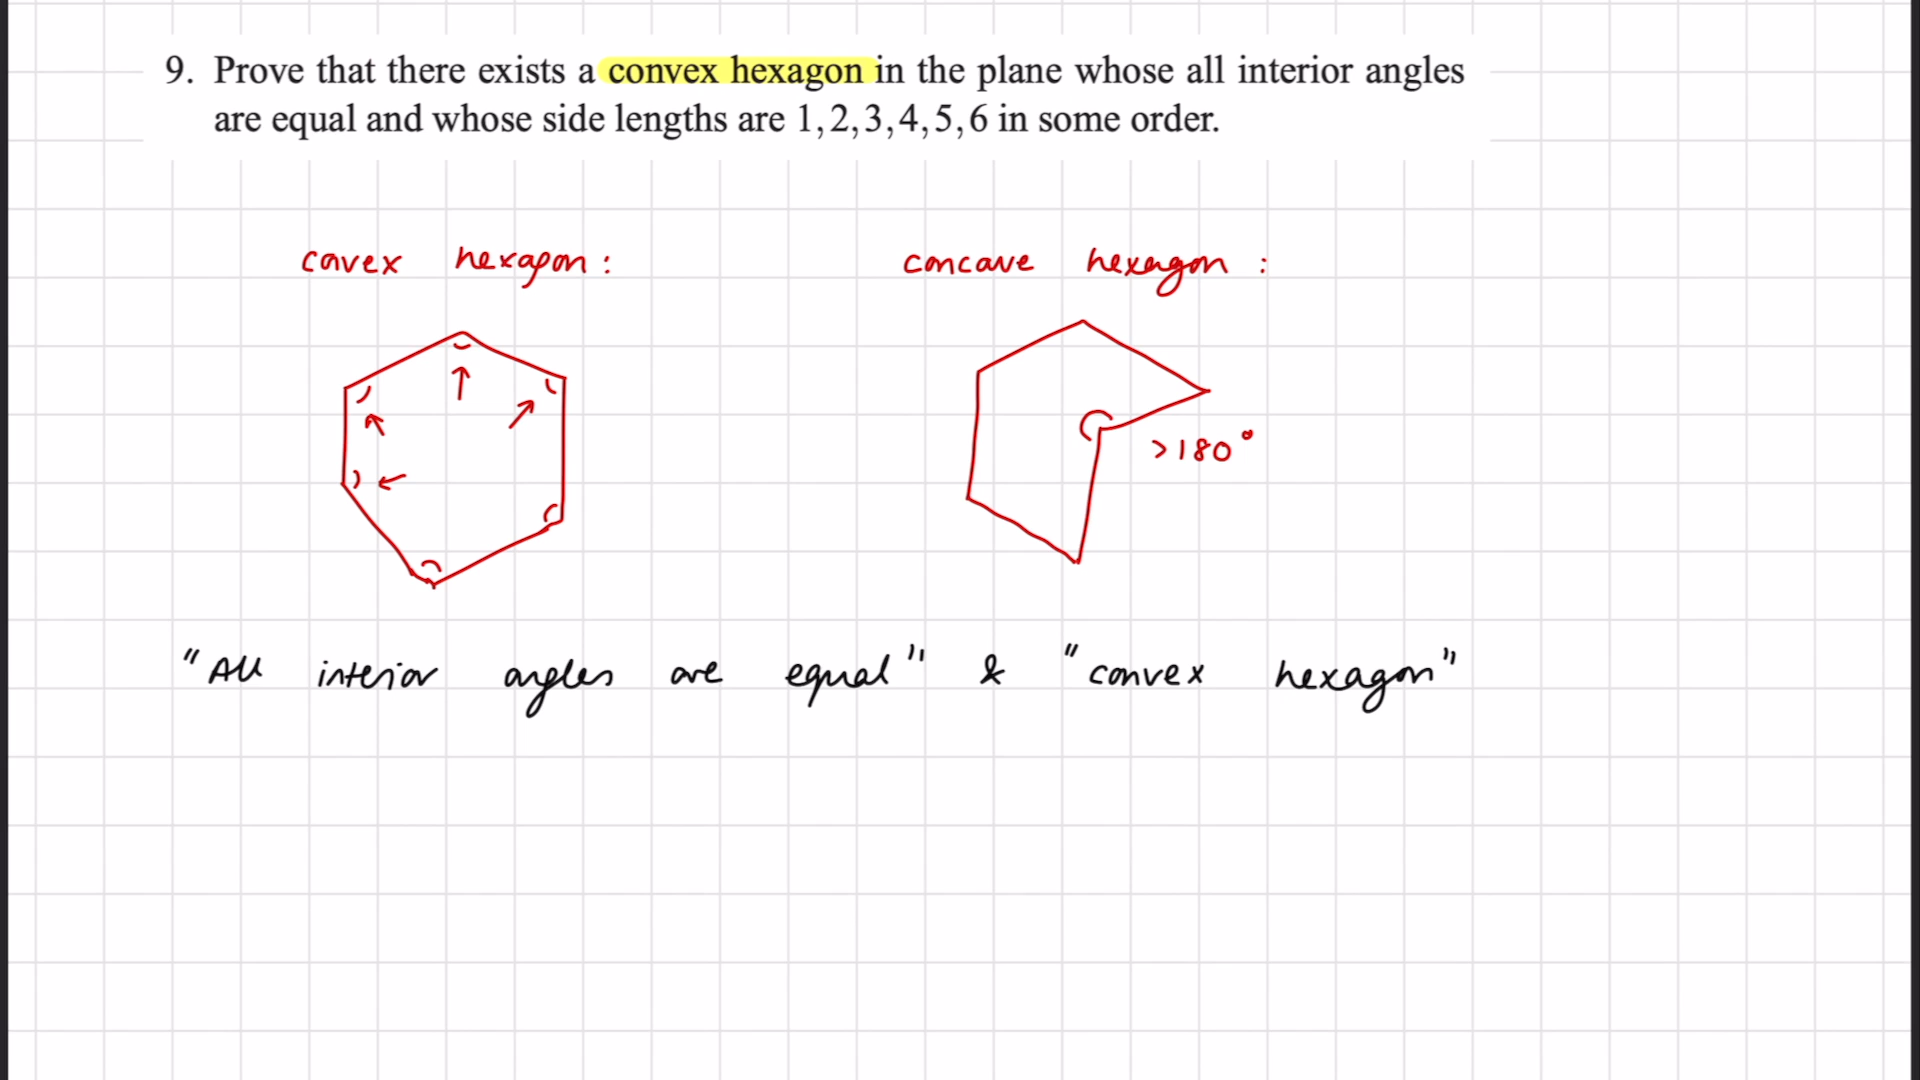 9. Prove that there exists a convex hexagon in the plane whose all interior angles
are equal and whose side lengths are 1,2,3,4,5,6 in some order.
convex hexagon :
concave hexagon :
>180°
"All interior angles are equal" & "convex hexagon"